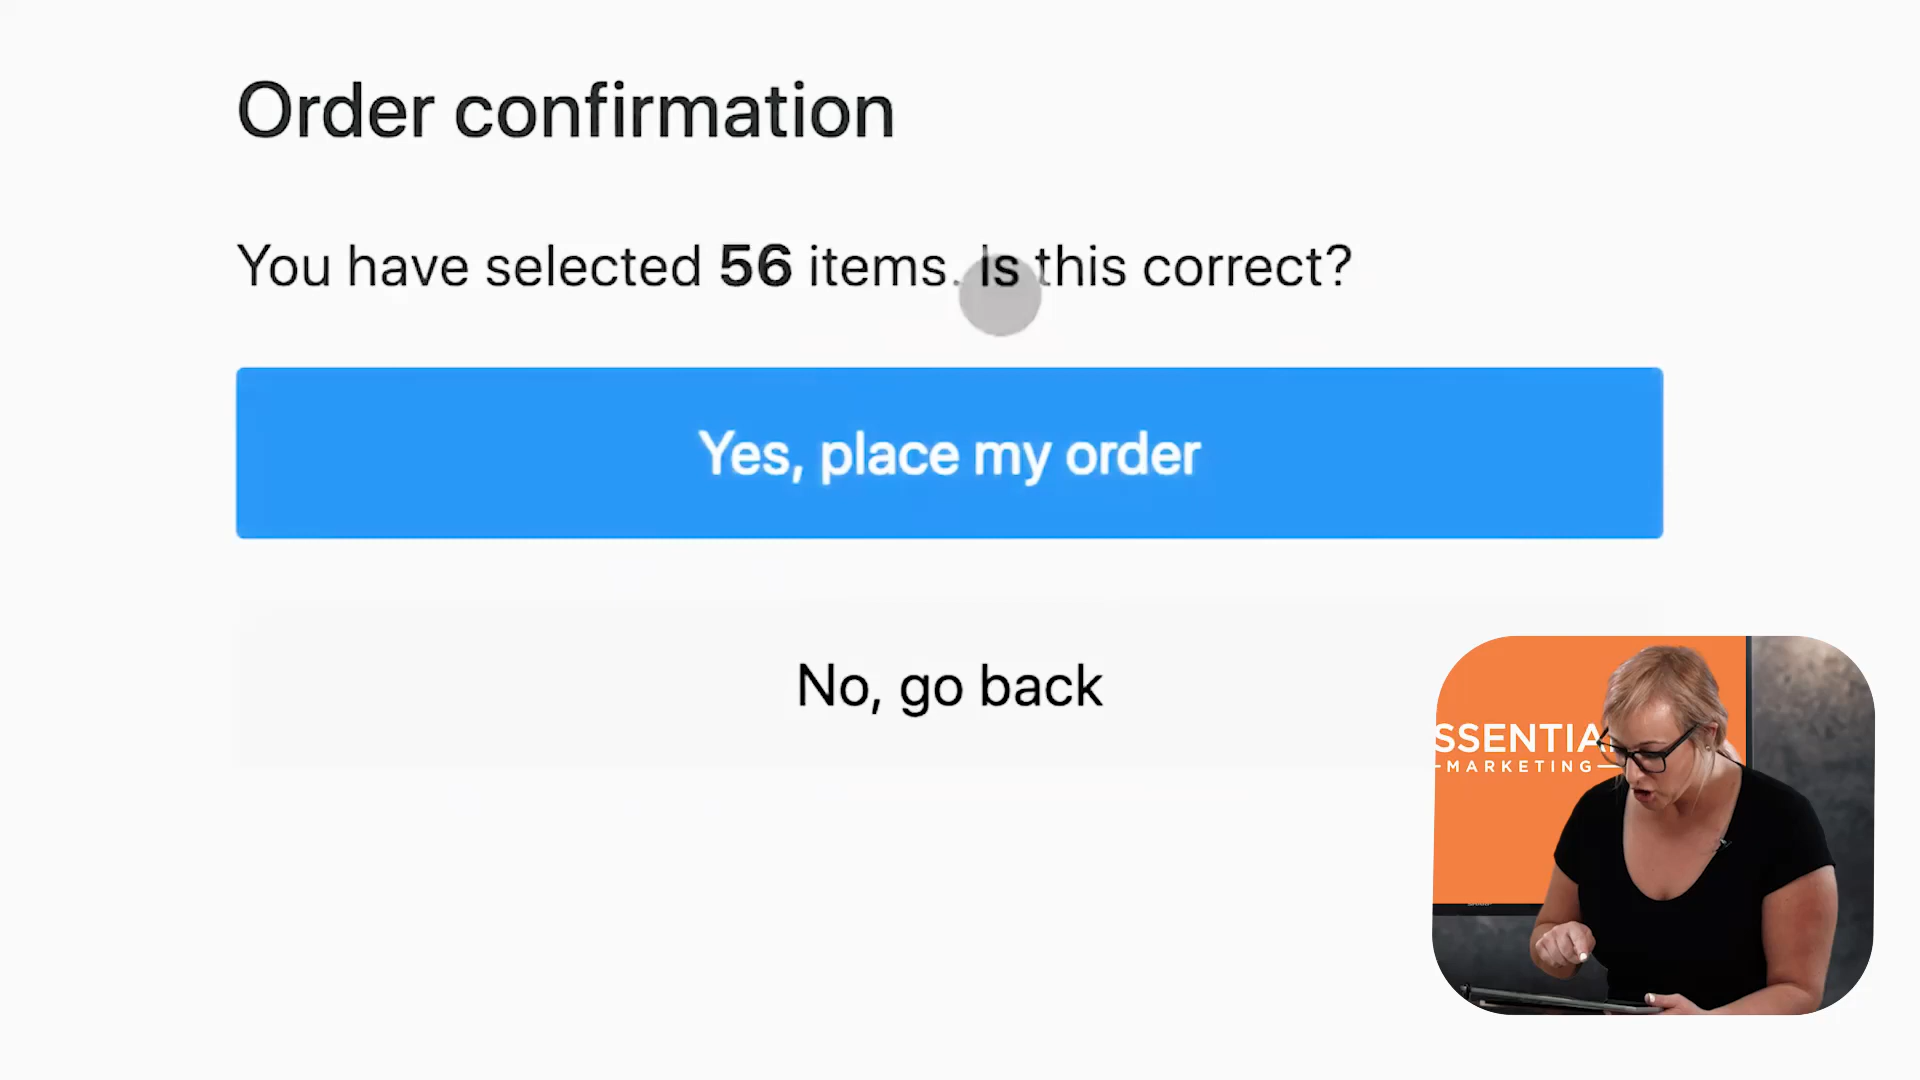 Order confirmation
You have selected 56 items. Is this correct?
Yes, place my order
No, go back
SSENTIA
MARKETING